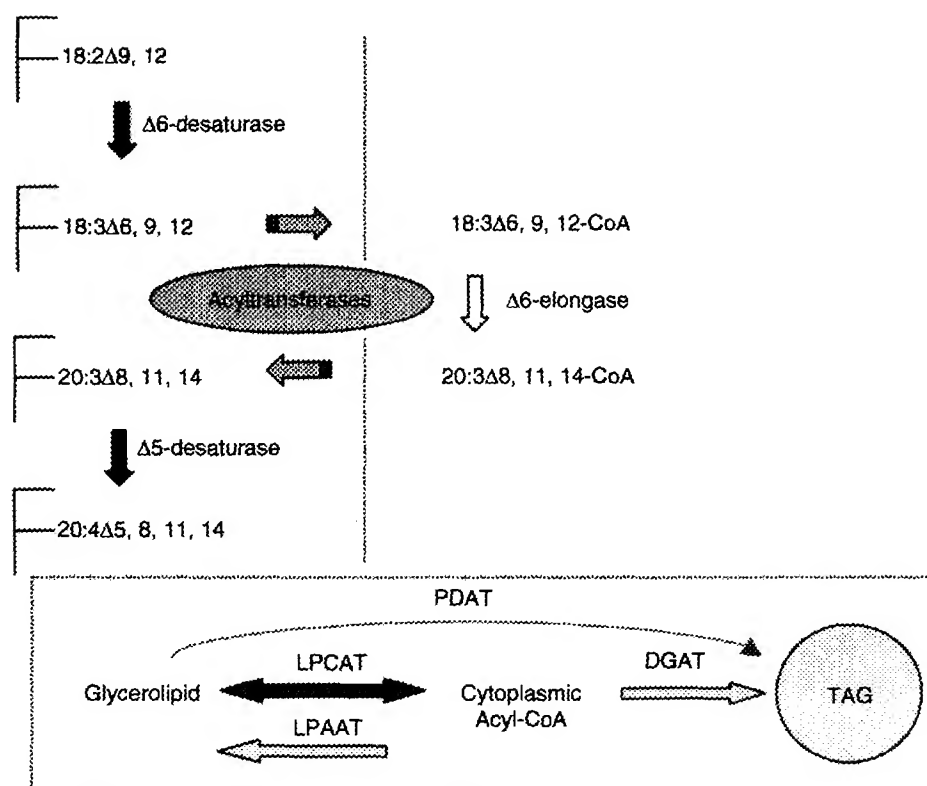 18:2Δ9, 12
Δ6-desaturase
18:3Δ6, 9, 12
18:3Δ6, 9, 12-CoA
Acyltransferases
Δ6-elongase
20:3Δ8, 11, 14
20:3Δ8, 11, 14-CoA
Δ5-desaturase
20:4Δ5, 8, 11, 14
PDAT
LPCAT
DGAT
Glycerolipid
Cytoplasmic
Acyl-CoA
TAG
LPAAT